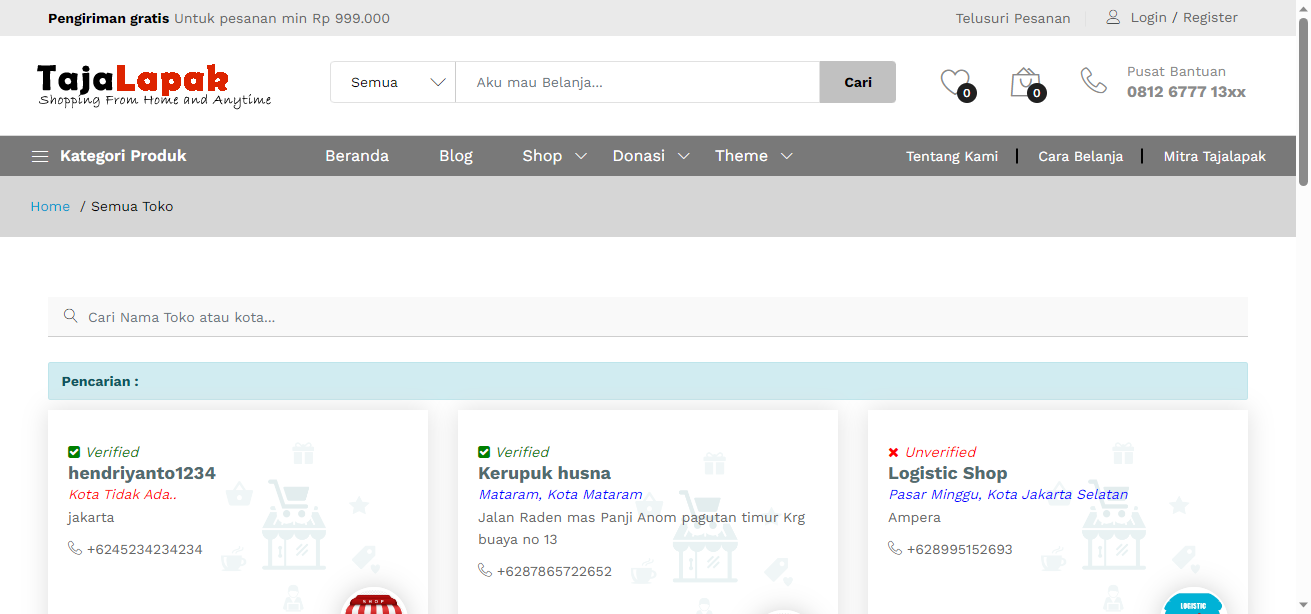 Pengiriman gratis Untuk pesanan min Rp 999.000
Telusuri Pesanan
Login / Register
TajaLapak
Shopping From Home and Anytime
Semua
Aku mau Belanja...
Cari
0
0
Pusat Bantuan
0812 6777 13xx
Kategori Produk
Beranda
Blog
Shop
Donasi
Theme
Tentang Kami
Cara Belanja
Mitra Tajalapak
Home / Semua Toko
Cari Nama Toko atau kota...
Pencarian :
Verified
hendriyanto1234
Kota Tidak Ada..
jakarta
+6245234234234
SHOP
Verified
Kerupuk husna
Mataram, Kota Mataram
Jalan Raden mas Panji Anom pagutan timur Krg
buaya no 13
+6287865722652
Unverified
Logistic Shop
Pasar Minggu, Kota Jakarta Selatan
Ampera
+628995152693
LOGISTIC